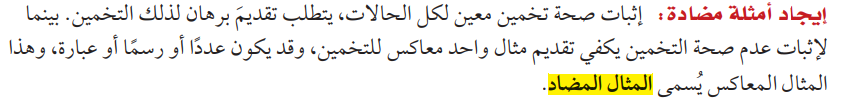 إيجاد أمثلة مضادة: إثبات صحة تخمين معين لكل الحالات، يتطلب تقديمَ برهان لذلك التخمين. بينما
لإثبات عدم صحة التخمين يكفي تقديم مثال واحد معاكس للتخمين، وقد يكون عددًا أو رسمًا أو عبارة، وهذا
المثال المعاكس يُسمى المثال المضاد.